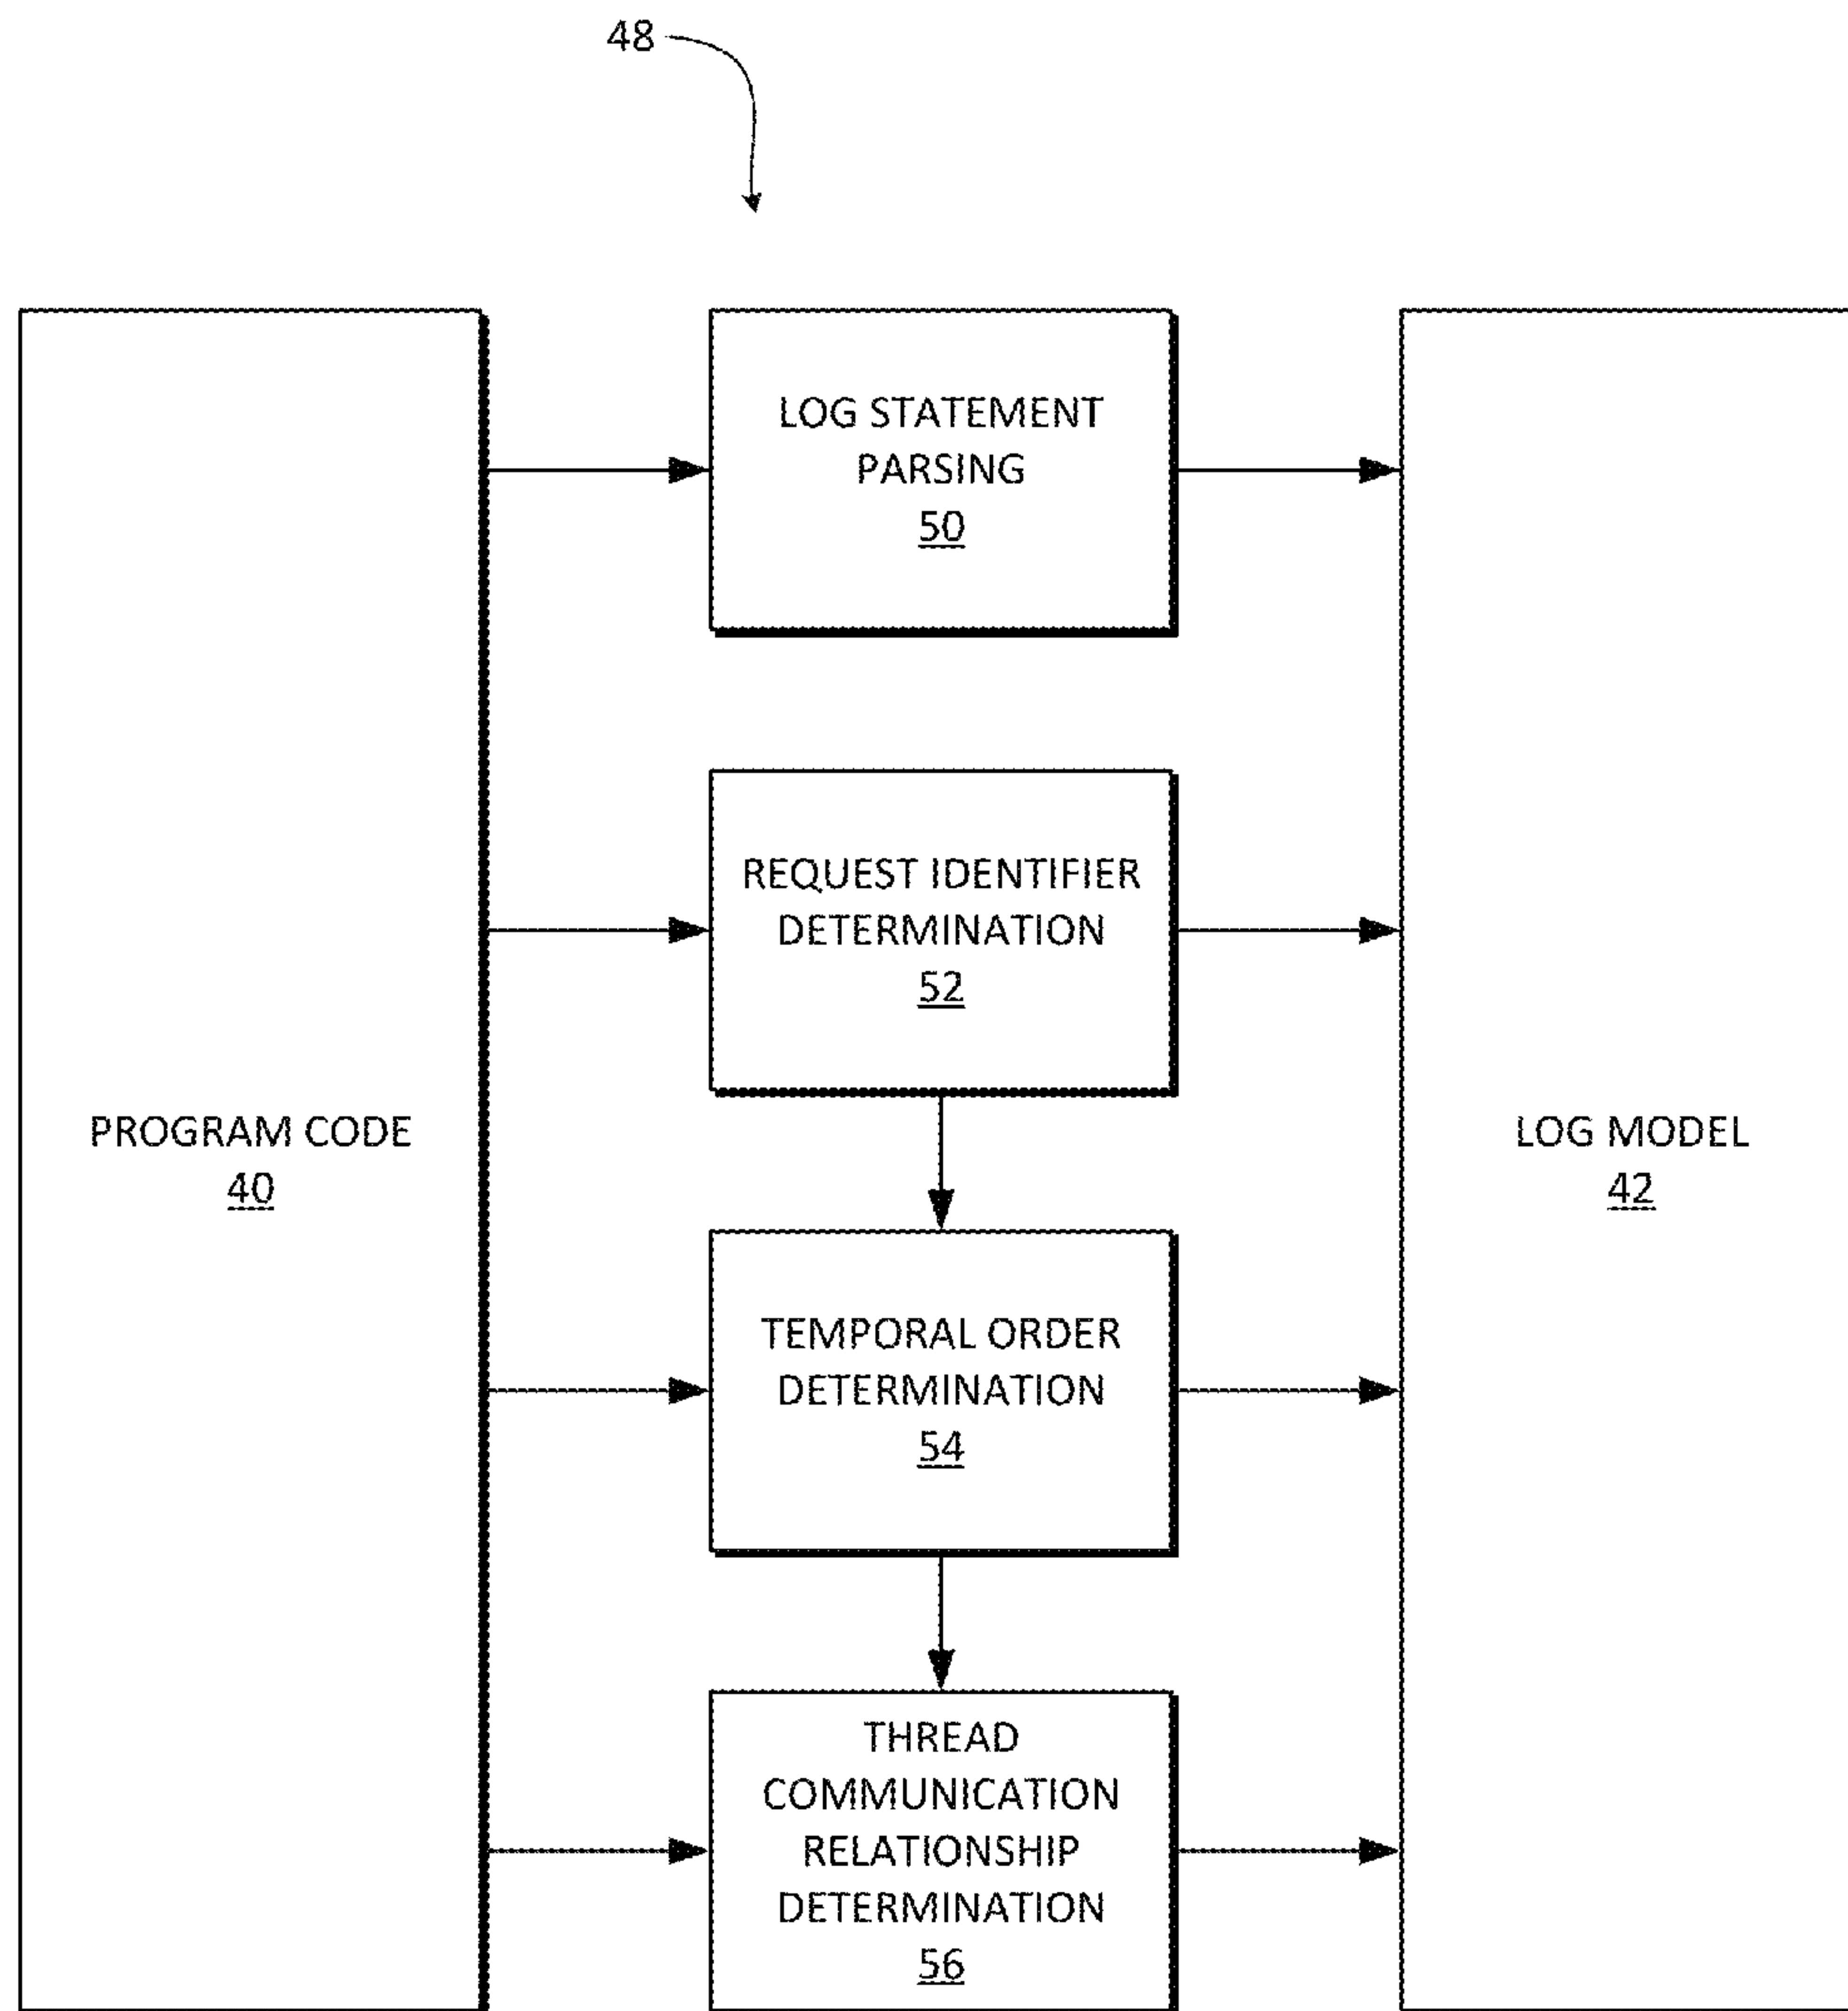 48
LOG STATEMENT
PARSING
50
REQUEST IDENTIFIER
DETERMINATION
52
PROGRAM CODE
40
LOG MODEL
42
TEMPORAL ORDER
DETERMINATION
54
THREAD
COMMUNICATION
RELATIONSHIP
DETERMINATION
56